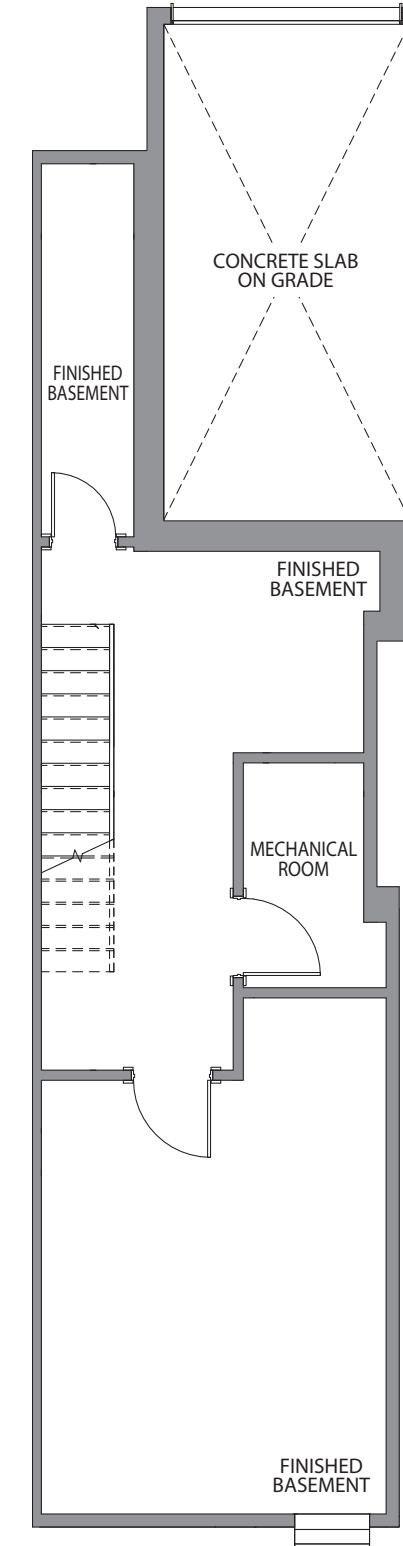 CONCRETE SLAB
ON GRADE
FINISHED
BASEMENT
FINISHED
BASEMENT
MECHANICAL
ROOM
FINISHED
BASEMENT